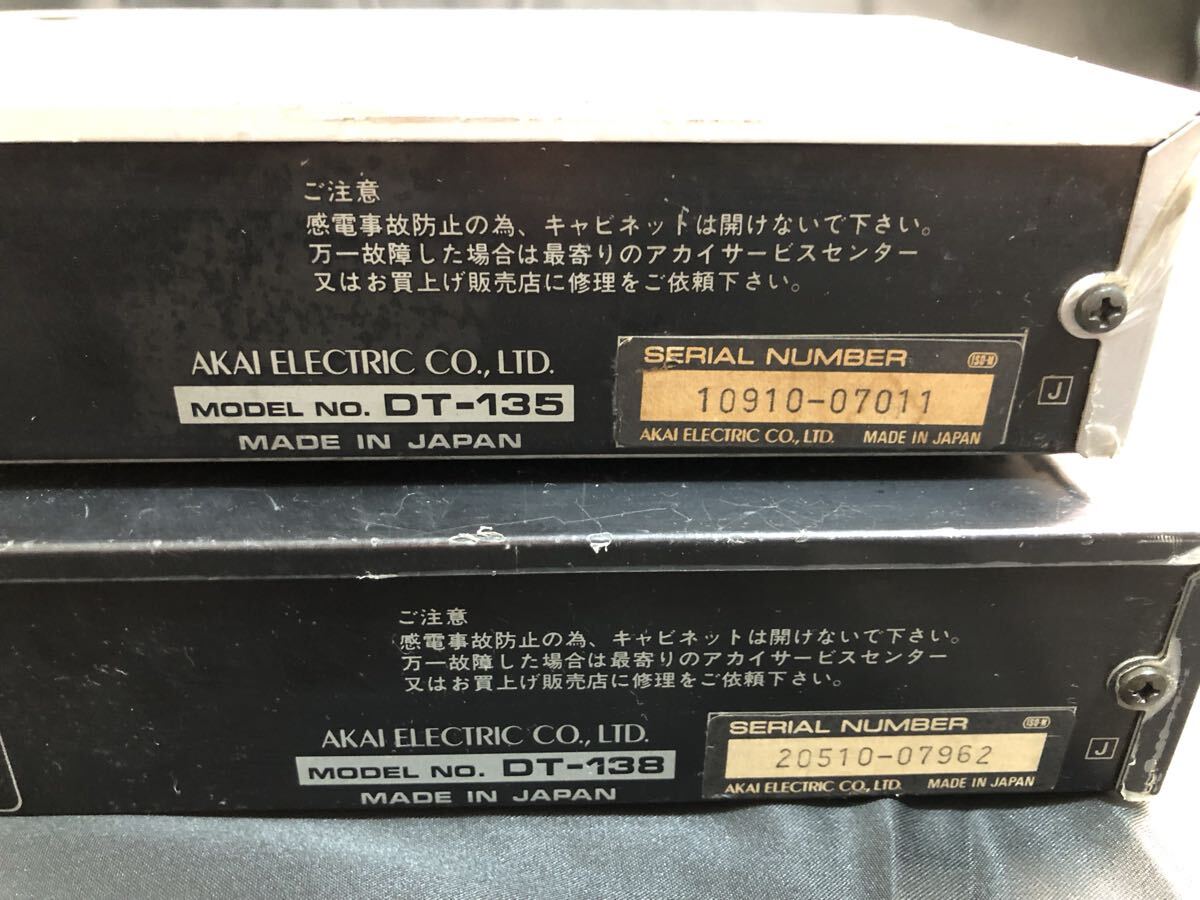 ご注意
感電事故防止の為、キャビネットは開けないで下さい。
万一故障した場合は最寄りのアカイサービスセンター
又はお買上げ販売店に修理をご依頼下さい。
AKAI ELECTRIC CO., LTD.
MODEL NO. DT-135
MADE IN JAPAN
SERIAL NUMBER ISO-M
10910-07011
AKAI ELECTRIC CO., LTD. MADE IN JAPAN
J
ご注意
感電事故防止の為、キャビネットは開けないで下さい。
万一故障した場合は最寄りのアカイサービスセンター
又はお買上げ販売店に修理をご依頼下さい。
AKAI ELECTRIC CO., LTD.
MODEL NO. DT-138
MADE IN JAPAN
SERIAL NUMBER ISO-M
20510-07962
AKAI ELECTRIC CO., LTD. MADE IN JAPAN
J